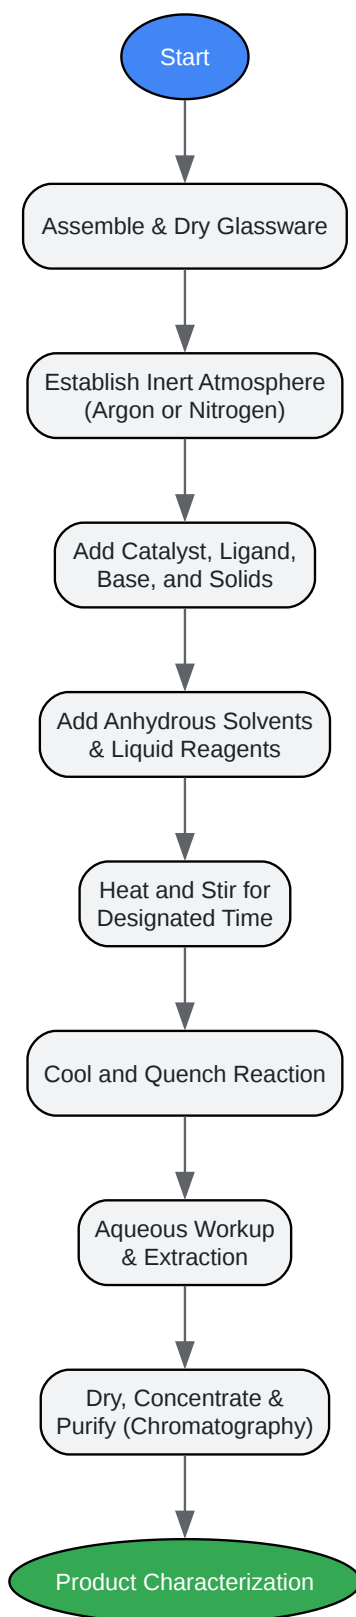 Start
Assemble & Dry Glassware
Establish Inert Atmosphere
(Argon or Nitrogen)
Add Catalyst, Ligand,
Base, and Solids
Add Anhydrous Solvents
& Liquid Reagents
Heat and Stir for
Designated Time
Cool and Quench Reaction
Aqueous Workup
& Extraction
Dry, Concentrate &
Purify (Chromatography)
Product Characterization